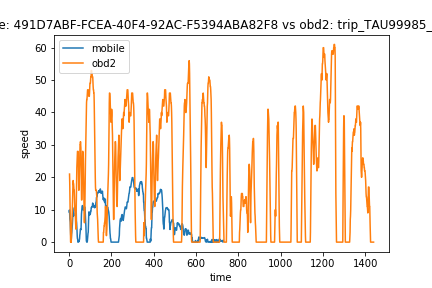 e: 491D7ABF-FCEA-40F4-92AC-F5394ABA82F8 vs obd2: trip_TAU99985_
mobile
obd2
60
50
40
30
20
10
0
speed
0 200 400 600 800 1000 1200 1400
time